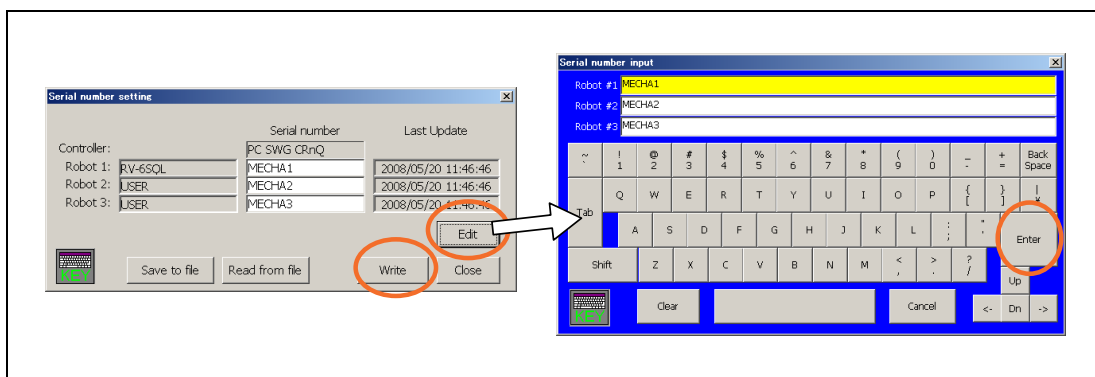 Serial number setting
Serial number Last Update
Controller: PC SWG CRnQ
Robot 1: RV-6SQL MECHA1 2008/05/20 11:46:46
Robot 2: USER MECHA2 2008/05/20 11:46:46
Robot 3: USER MECHA3 2008/05/20 11:46:46
Edit
KEY Save to file Read from file Write Close
Serial number input
Robot #1 MECHA1
Robot #2 MECHA2
Robot #3 MECHA3
~ ! @ # $ % ^ & * ( ) _ + Back
` 1 2 3 4 5 6 7 8 9 0 - = Space
Q W E R T Y U I O P { } |
[ ] ¥
Tab A S D F G H J K L : "
; ' Enter
Shift Z X C V B N M < > ?
, . /
Up
KEY Clear Cancel <- Dn ->